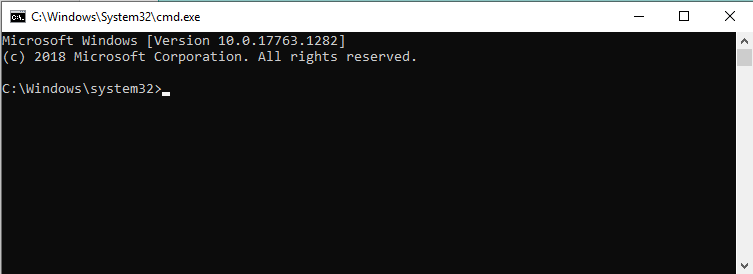 C:\Windows\System32\cmd.exe
Microsoft Windows [Version 10.0.17763.1282]
(c) 2018 Microsoft Corporation. All rights reserved.
C:\Windows\system32>